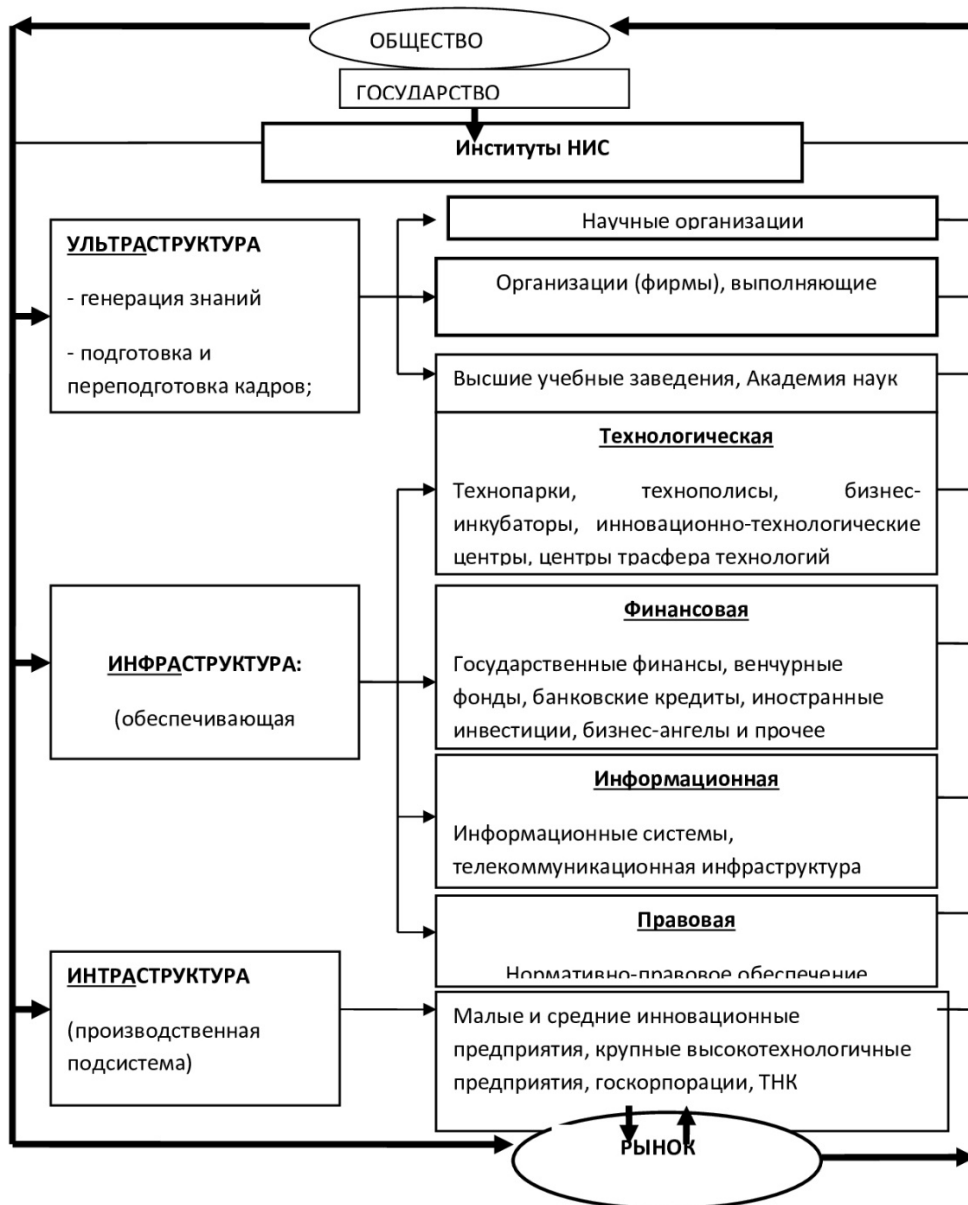 ОБЩЕСТВО
ГОСУДАРСТВО
Институты НИС
УЛЬТРАСТРУКТУРА
- генерация знаний
- подготовка и
переподготовка кадров;
Научные организации
Организации (фирмы), выполняющие
Высшие учебные заведения, Академия наук
Технологическая
Технопарки, технополисы, бизнес-
инкубаторы, инновационно-технологические
центры, центры трасфера технологий
ИНФРАСТРУКТУРА:
(обеспечивающая
Финансовая
Государственные финансы, венчурные
фонды, банковские кредиты, иностранные
инвестиции, бизнес-ангелы и прочее
Информационная
Информационные системы,
телекоммуникационная инфраструктура
Правовая
Нормативно-правовое обеспечение
ИНТРАСТРУКТУРА
(производственная
подсистема)
Малые и средние инновационные
предприятия, крупные высокотехнологичные
предприятия, госкорпорации, ТНК
РЫНОК